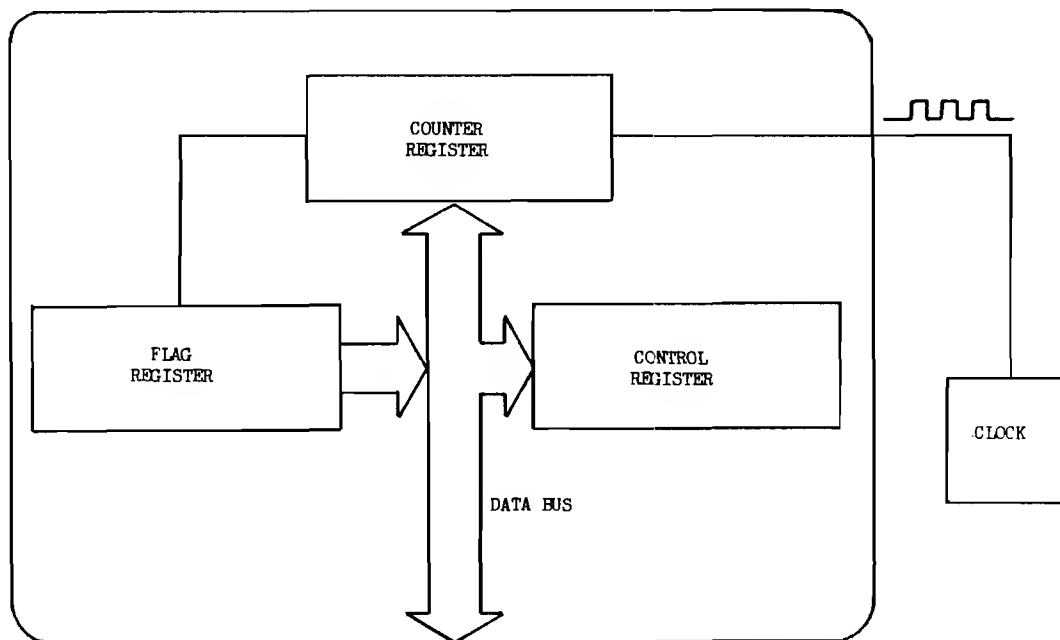 COUNTER
REGISTER
FLAG
REGISTER
CONTROL
REGISTER
CLOCK
DATA BUS